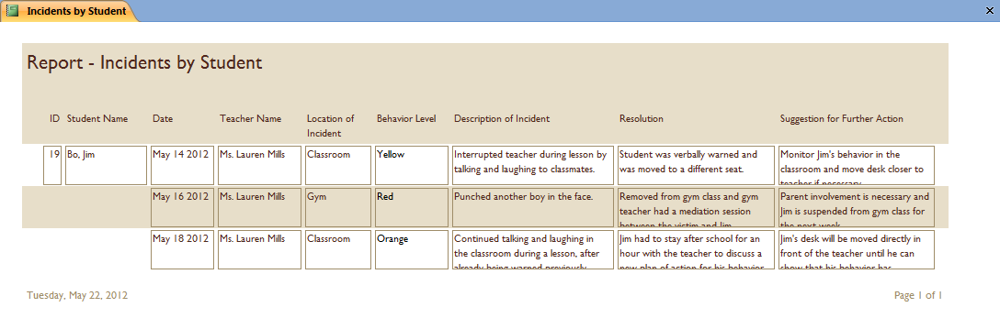 Incidents by Student
Report - Incidents by Student
ID Student Name Date Teacher Name Location of Incident Behavior Level Description of Incident Resolution Suggestion for Further Action
19 Bo, Jim May 14 2012 Ms. Lauren Mills Classroom Yellow
Interrupted teacher during lesson by
talking and laughing to classmates.
Student was verbally warned and
was moved to a different seat.
Monitor Jim's behavior in the
classroom and move desk closer to
teacher if necessary.
May 16 2012 Ms. Lauren Mills Gym Red
Punched another boy in the face.
Removed from gym class and gym
teacher had a mediation session
between the victim and Jim.
Parent involvement is necessary and
Jim is suspended from gym class for
the next week.
May 18 2012 Ms. Lauren Mills Classroom Orange
Continued talking and laughing in
the classroom during a lesson, after
already being warned previously.
Jim had to stay after school for an
hour with the teacher to discuss a
new plan of action for his behavior
Jim's desk will be moved directly in
front of the teacher until he can
show that his behavior has
Tuesday, May 22, 2012
Page 1 of 1